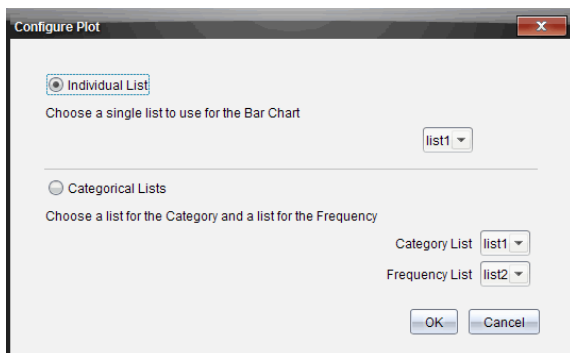 Configure Plot
Individual List
Choose a single list to use for the Bar Chart
list1
Categorical Lists
Choose a list for the Category and a list for the Frequency
Category List list1
Frequency List list2
OK Cancel